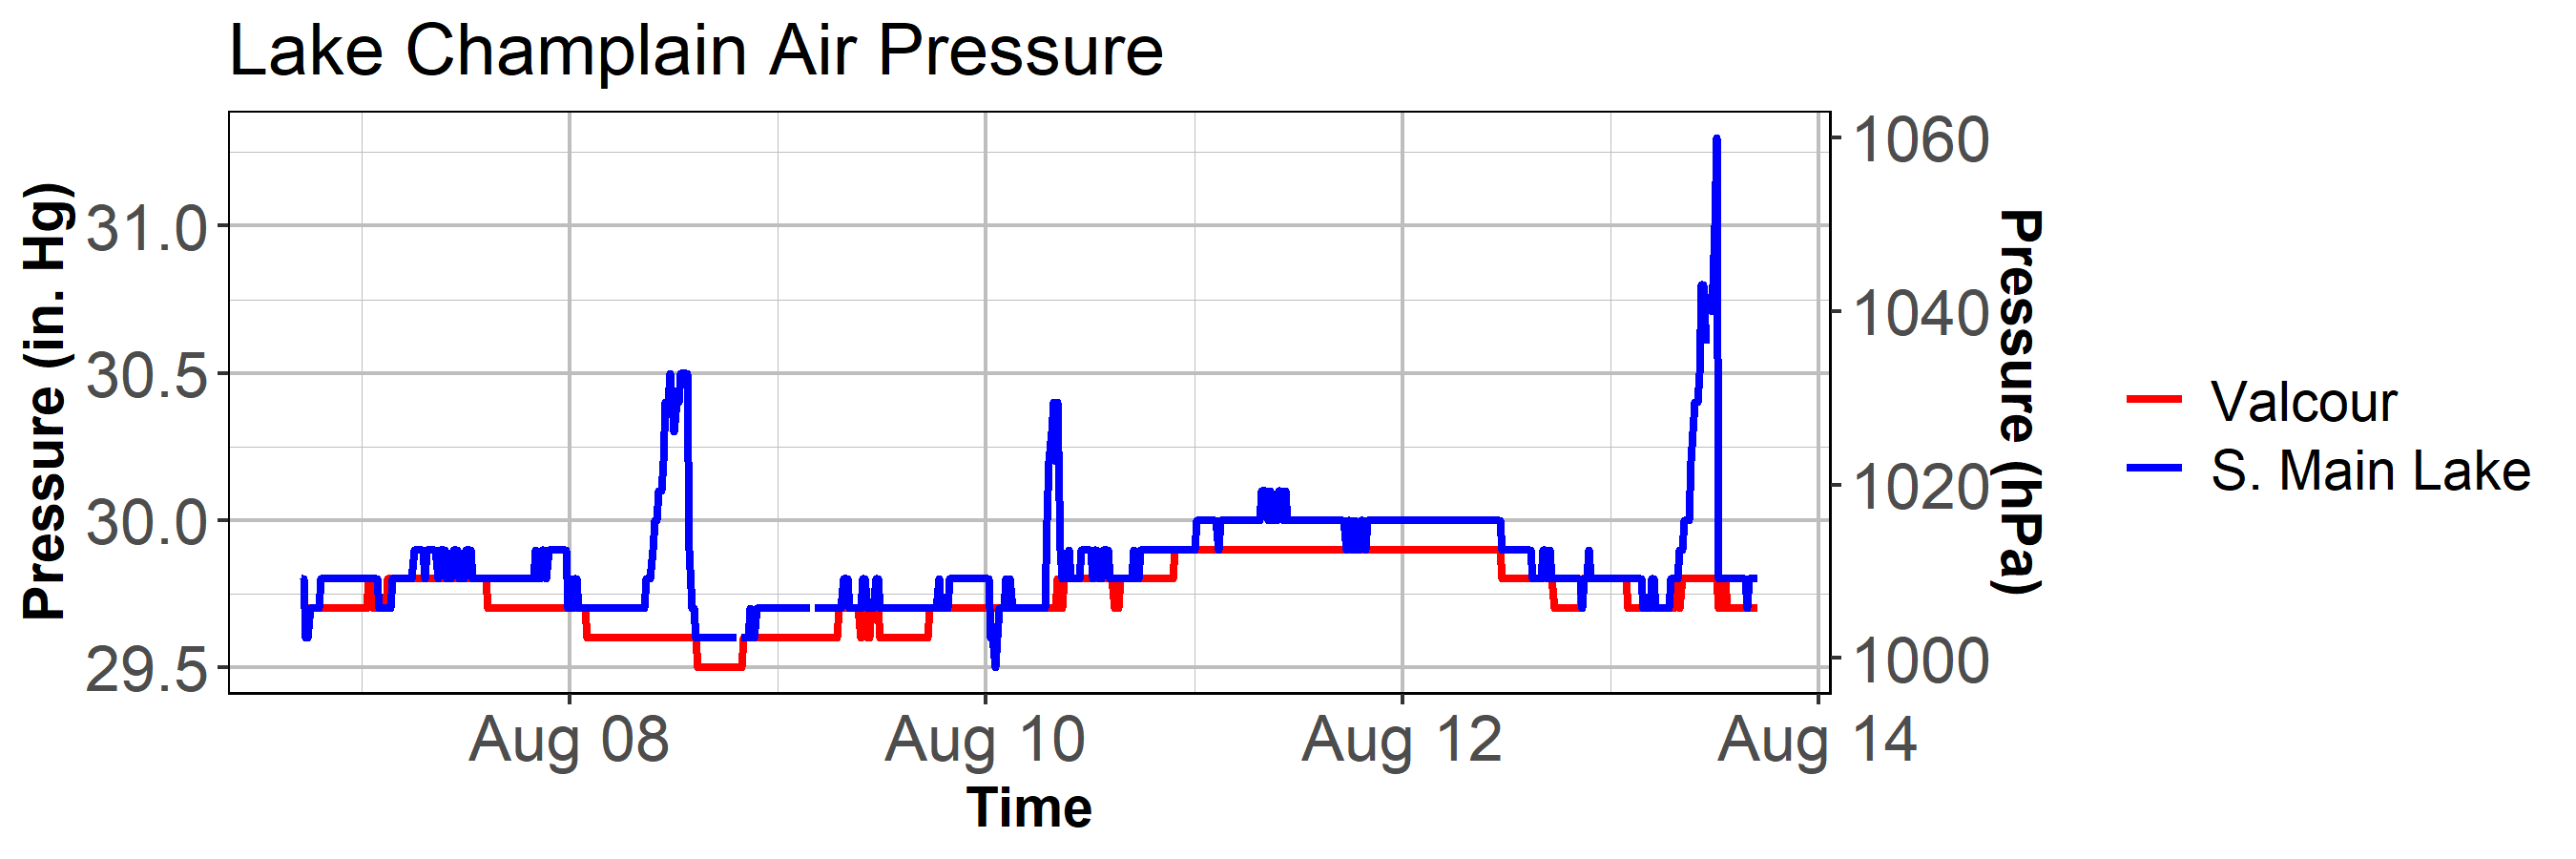 Lake Champlain Air Pressure
Pressure (in. Hg)
31.0
30.5
30.0
29.5
1060
1040
1020
1000
Pressure (hPa)
Aug 08
Aug 10
Aug 12
Aug 14
Time
Valcour
S. Main Lake